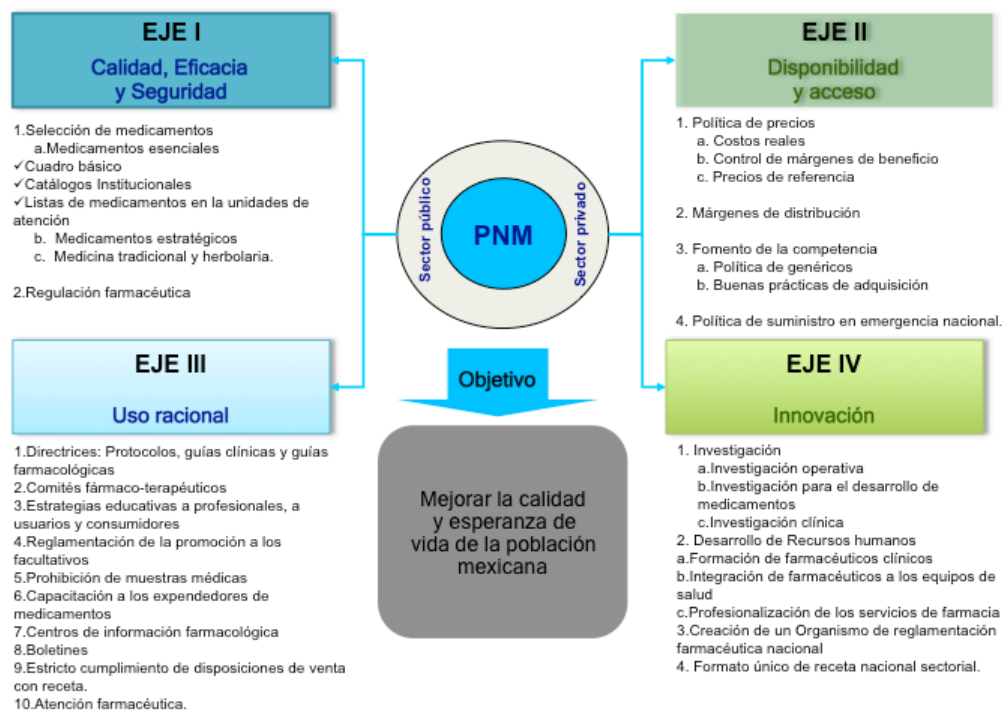 EJE I
Calidad, Eficacia
y Seguridad
1.Selección de medicamentos
a.Medicamentos esenciales
✓Cuadro básico
✓Catálogos Institucionales
✓Listas de medicamentos en la unidades de
atención
b. Medicamentos estratégicos
c. Medicina tradicional y herbolaria.
2.Regulación farmacéutica
EJE II
Disponibilidad
y acceso
1. Política de precios
a. Costos reales
b. Control de márgenes de beneficio
c. Precios de referencia
2. Márgenes de distribución
3. Fomento de la competencia
a. Política de genéricos
b. Buenas prácticas de adquisición
4. Política de suministro en emergencia nacional.
Sector público
PNM
Sector privado
Objetivo
Mejorar la calidad
y esperanza de
vida de la población
mexicana
EJE III
Uso racional
1.Directrices: Protocolos, guías clínicas y guías
farmacológicas
2.Comités fármaco-terapéuticos
3.Estrategias educativas a profesionales, a
usuarios y consumidores
4.Reglamentación de la promoción a los
facultativos
5.Prohibición de muestras médicas
6.Capacitación a los expendedores de
medicamentos
7.Centros de información farmacológica
8.Boletines
9.Estricto cumplimiento de disposiciones de venta
con receta.
10.Atención farmacéutica.
EJE IV
Innovación
1. Investigación
a.Investigación operativa
b.Investigación para el desarrollo de
medicamentos
c.Investigación clínica
2. Desarrollo de Recursos humanos
a.Formación de farmacéuticos clínicos
b.Integración de farmacéuticos a los equipos de
salud
c.Profesionalización de los servicios de farmacia
3.Creación de un Organismo de reglamentación
farmacéutica nacional
4. Formato único de receta nacional sectorial.